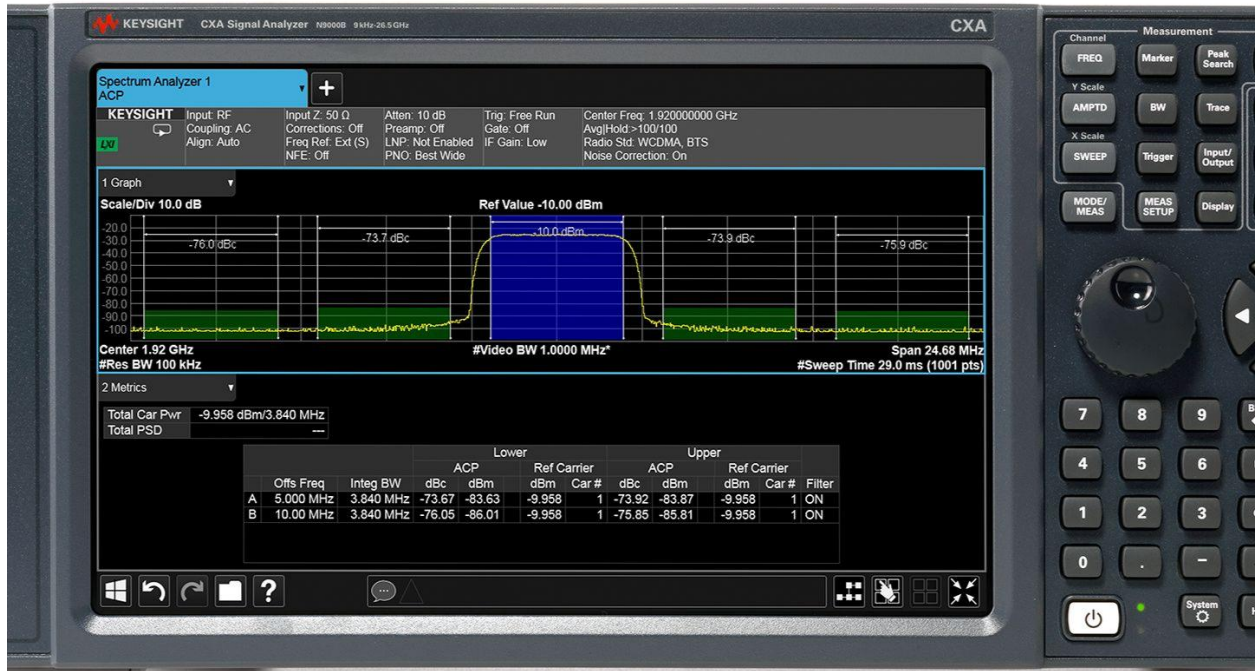 KEYSIGHT CXA Signal Analyzer N9000B 9 kHz-26.5 GHz CXA
Spectrum Analyzer 1
ACP
+
KEYSIGHT
LXI
Input: RF
Coupling: AC
Align: Auto
Input Z: 50 Ω
Corrections: Off
Freq Ref: Ext (S)
NFE: Off
Atten: 10 dB
Preamp: Off
LNP: Not Enabled
PNO: Best Wide
Trig: Free Run
Gate: Off
IF Gain: Low
Center Freq: 1.920000000 GHz
Avg|Hold:>100/100
Radio Std: WCDMA, BTS
Noise Correction: On
1 Graph
Scale/Div 10.0 dB Ref Value -10.00 dBm
-20.0
-30.0
-40.0
-50.0
-60.0
-70.0
-80.0
-90.0
-100
-76.0 dBc -73.7 dBc -10.0 dBm -73.9 dBc -75.9 dBc
Center 1.92 GHz #Video BW 1.0000 MHz* Span 24.68 MHz
#Res BW 100 kHz #Sweep Time 29.0 ms (1001 pts)
2 Metrics
Total Car Pwr -9.958 dBm/3.840 MHz
Total PSD ---
Lower Upper
ACP Ref Carrier ACP Ref Carrier
Offs Freq Integ BW dBc dBm dBm Car # dBc dBm dBm Car # Filter
A 5.000 MHz 3.840 MHz -73.67 -83.63 -9.958 1 -73.92 -83.87 -9.958 1 ON
B 10.00 MHz 3.840 MHz -76.05 -86.01 -9.958 1 -75.85 -85.81 -9.958 1 ON
?
Measurement
Channel
FREQ
Marker
Peak
Search
Y Scale
AMPTD
BW
Trace
X Scale
SWEEP
Trigger
Input/
Output
MODE/
MEAS
MEAS
SETUP
Display
7 8 9
4 5 6
1 2 3
0 . −
System